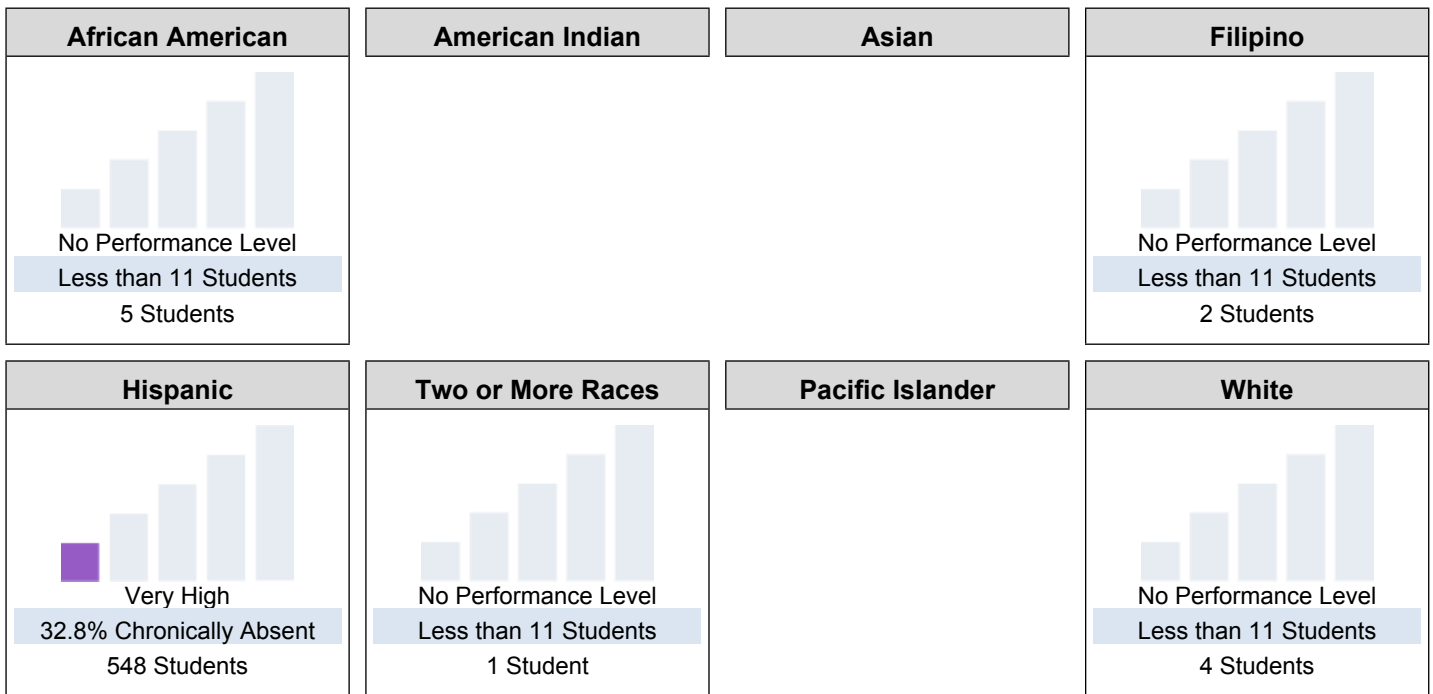 African American
No Performance Level
Less than 11 Students
5 Students
American Indian
Asian
Filipino
No Performance Level
Less than 11 Students
2 Students
Hispanic
Very High
32.8% Chronically Absent
548 Students
Two or More Races
No Performance Level
Less than 11 Students
1 Student
Pacific Islander
White
No Performance Level
Less than 11 Students
4 Students